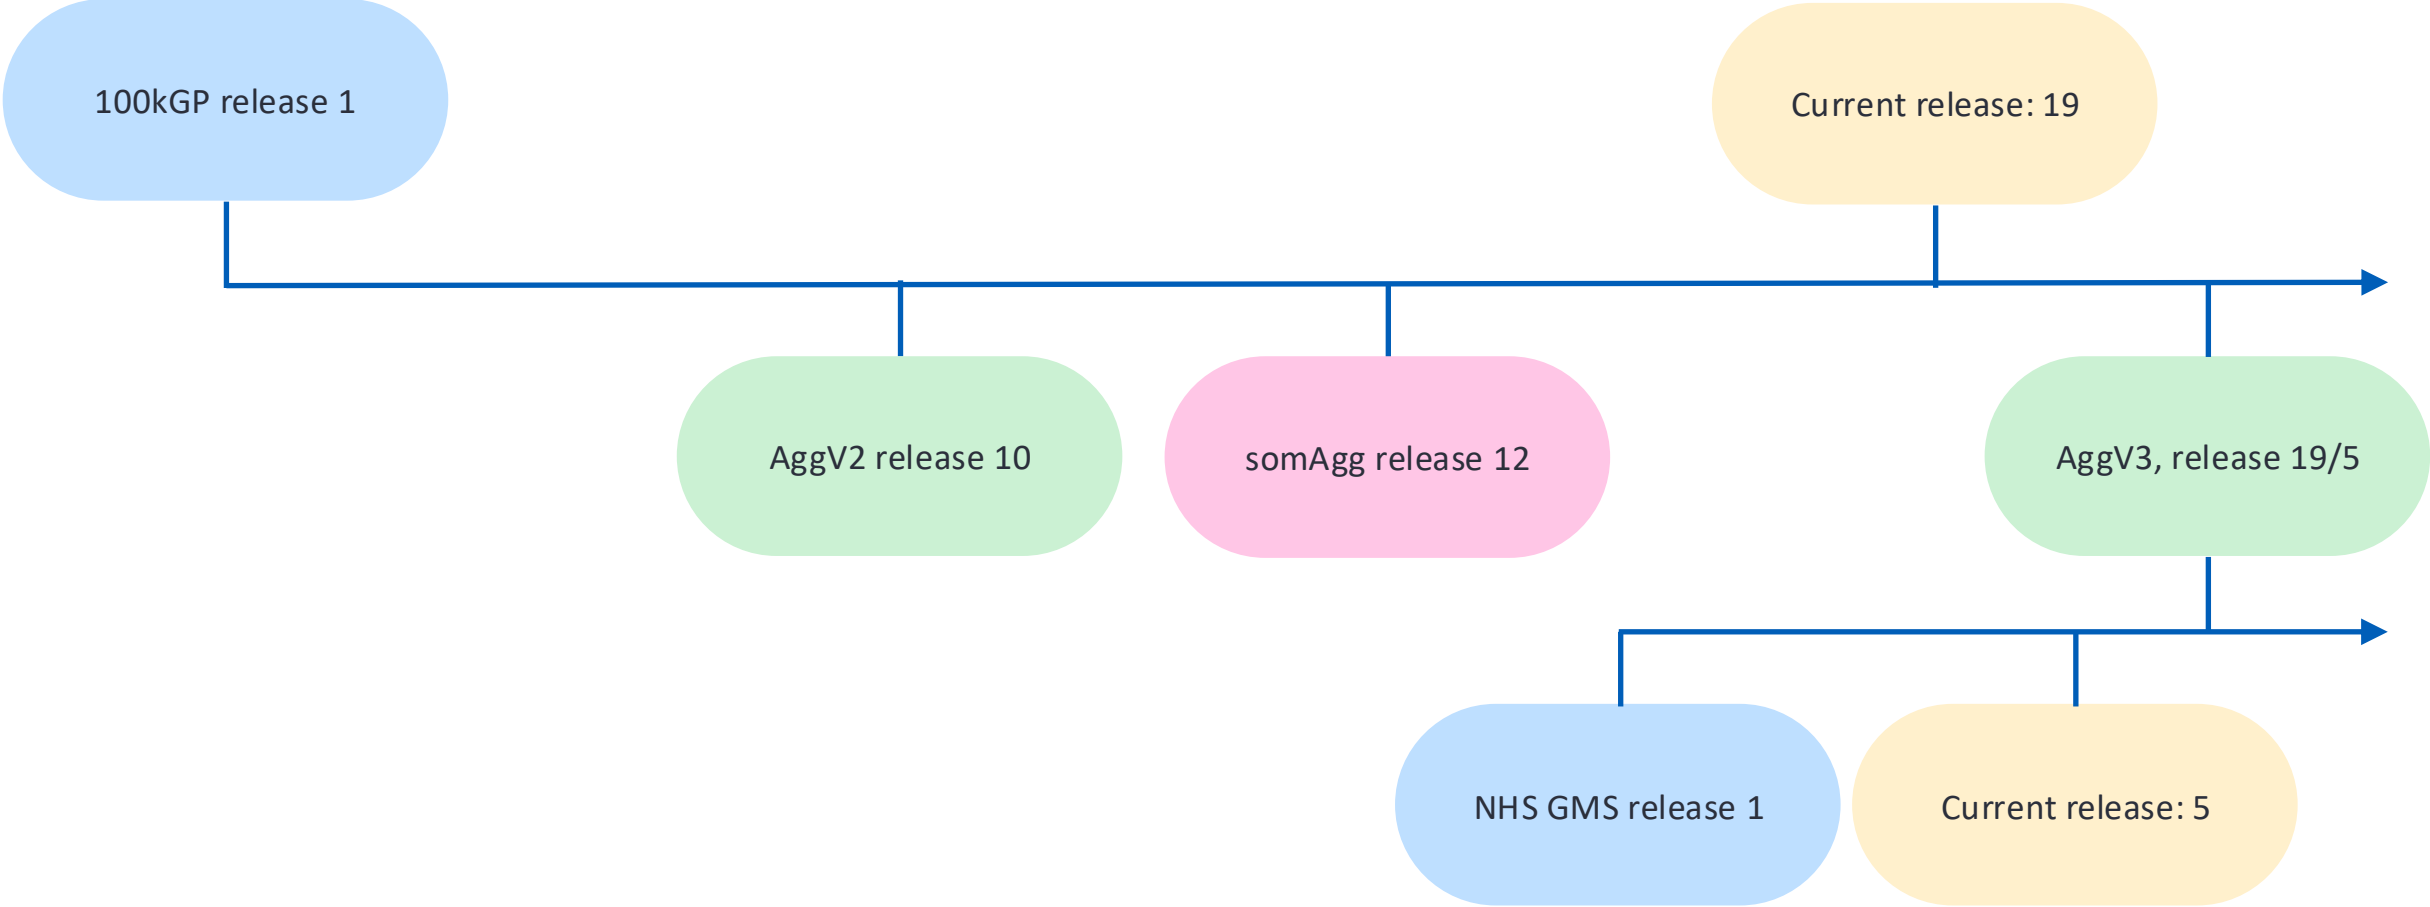 100kGP release 1
Current release: 19
AggV2 release 10
somAgg release 12
AggV3, release 19/5
NHS GMS release 1
Current release: 5